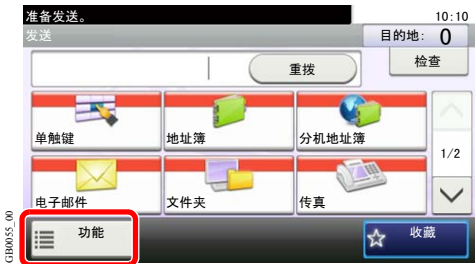 准备发送。 10:10
发送 目的地: 0
重拨 检查
单触键 地址簿 分机地址簿
1/2
电子邮件 文件夹 传真
功能 收藏
GB0055_00